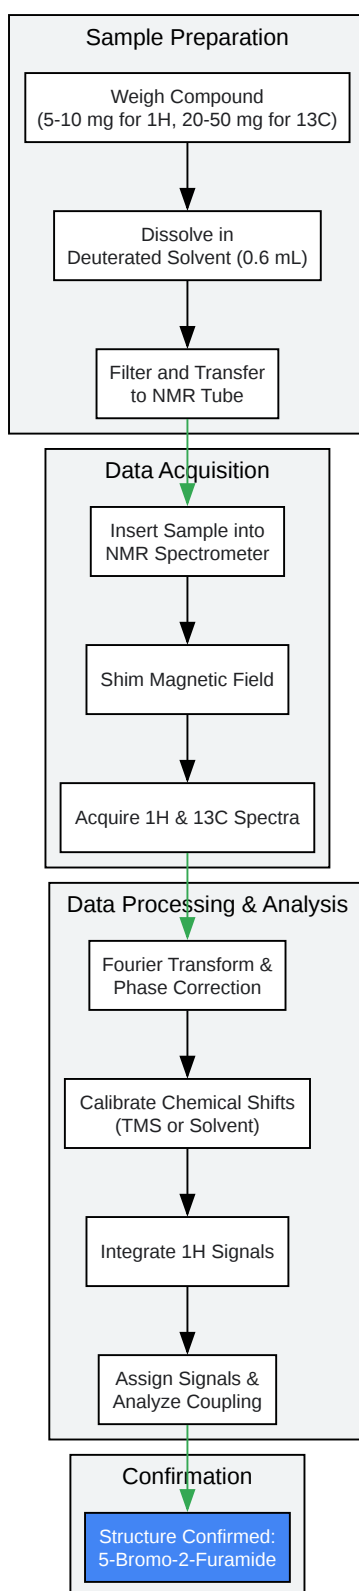 Sample Preparation
Weigh Compound
(5-10 mg for 1H, 20-50 mg for 13C)
Dissolve in
Deuterated Solvent (0.6 mL)
Filter and Transfer
to NMR Tube
Data Acquisition
Insert Sample into
NMR Spectrometer
Shim Magnetic Field
Acquire 1H & 13C Spectra
Data Processing & Analysis
Fourier Transform &
Phase Correction
Calibrate Chemical Shifts
(TMS or Solvent)
Integrate 1H Signals
Assign Signals &
Analyze Coupling
Confirmation
Structure Confirmed:
5-Bromo-2-Furamide